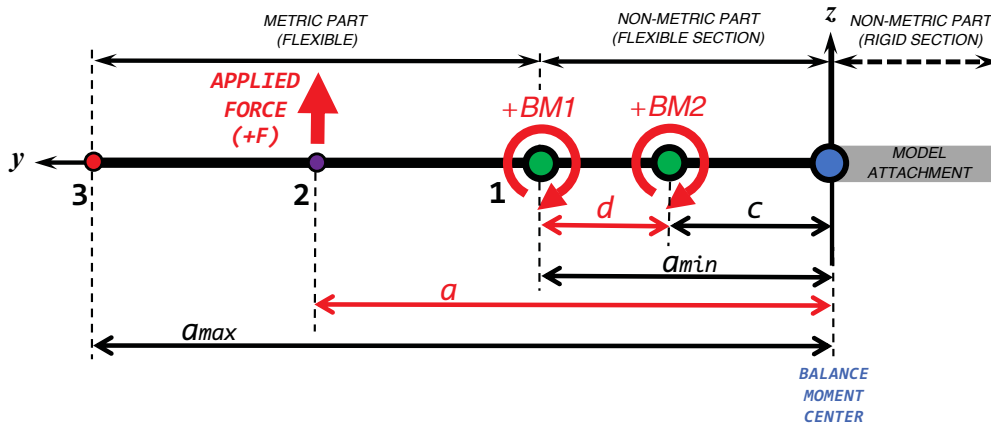 METRIC PART
(FLEXIBLE)
NON-METRIC PART
(FLEXIBLE SECTION)
z
NON-METRIC PART
(RIGID SECTION)
APPLIED
FORCE
(+F)
+BM1
+BM2
y
MODEL
ATTACHMENT
3
2
1
d
c
amin
a
amax
BALANCE
MOMENT
CENTER